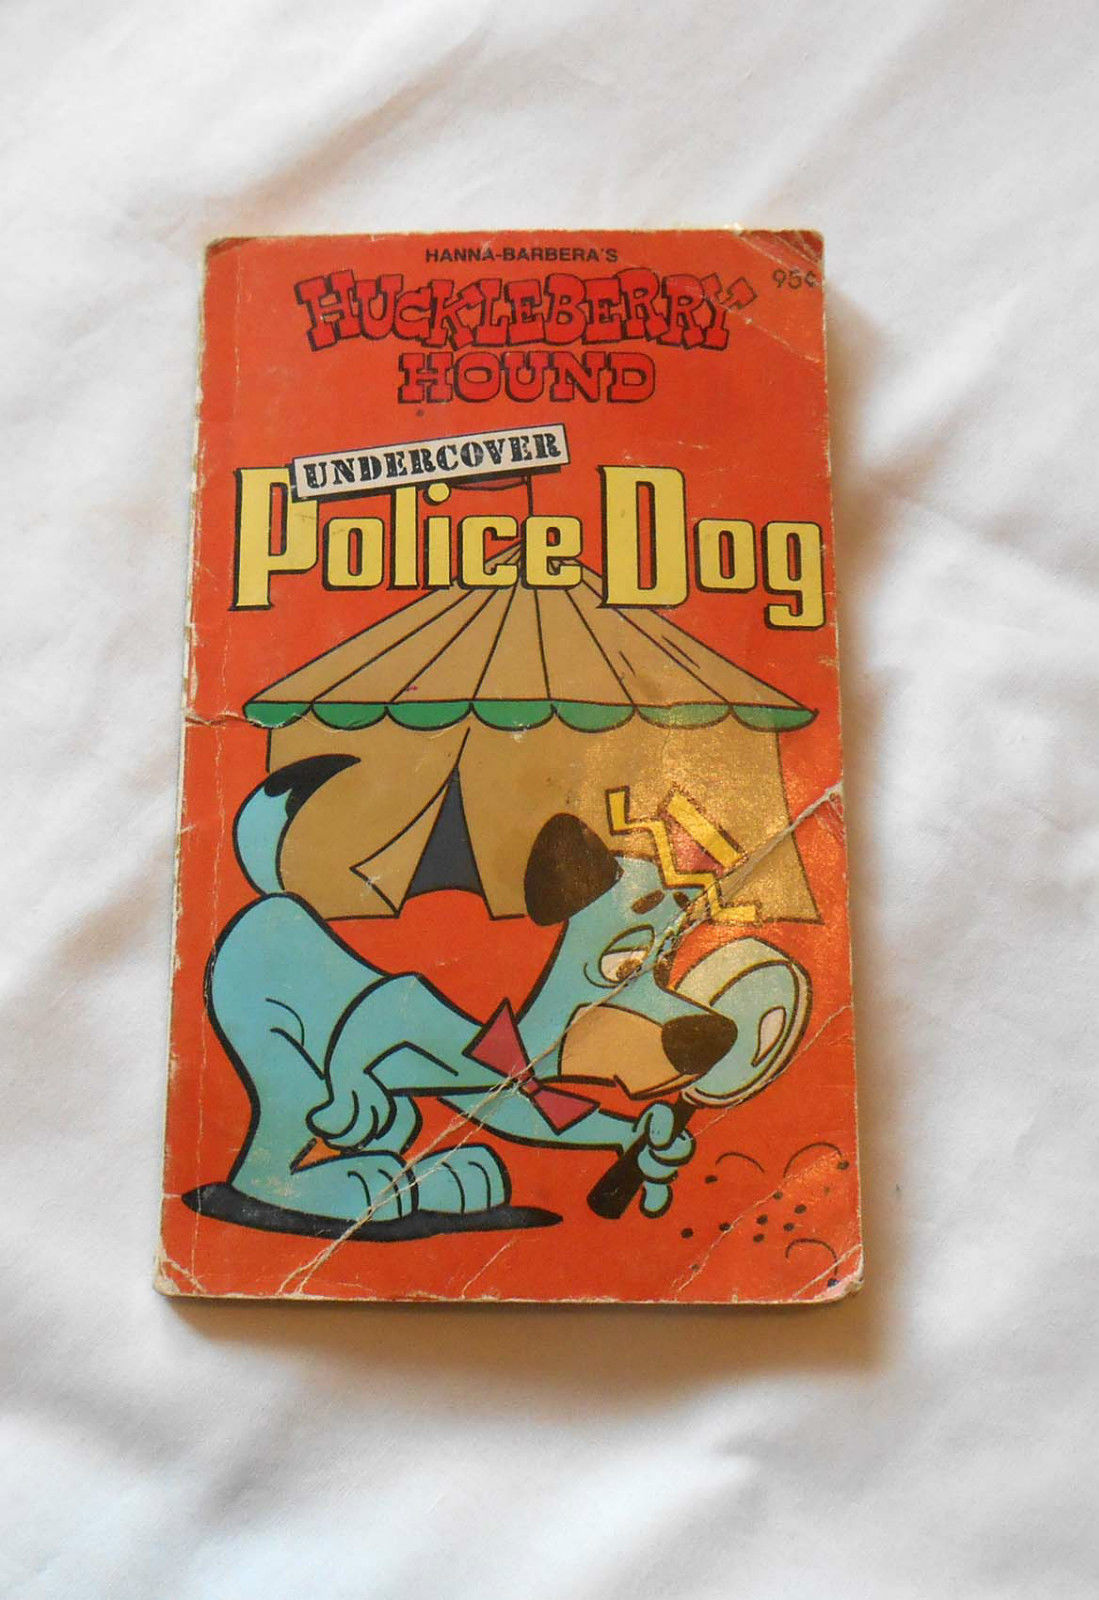 HANNA-BARBERA'S
95¢
HUCKLEBERRY
HOUND
UNDERCOVER
Police Dog